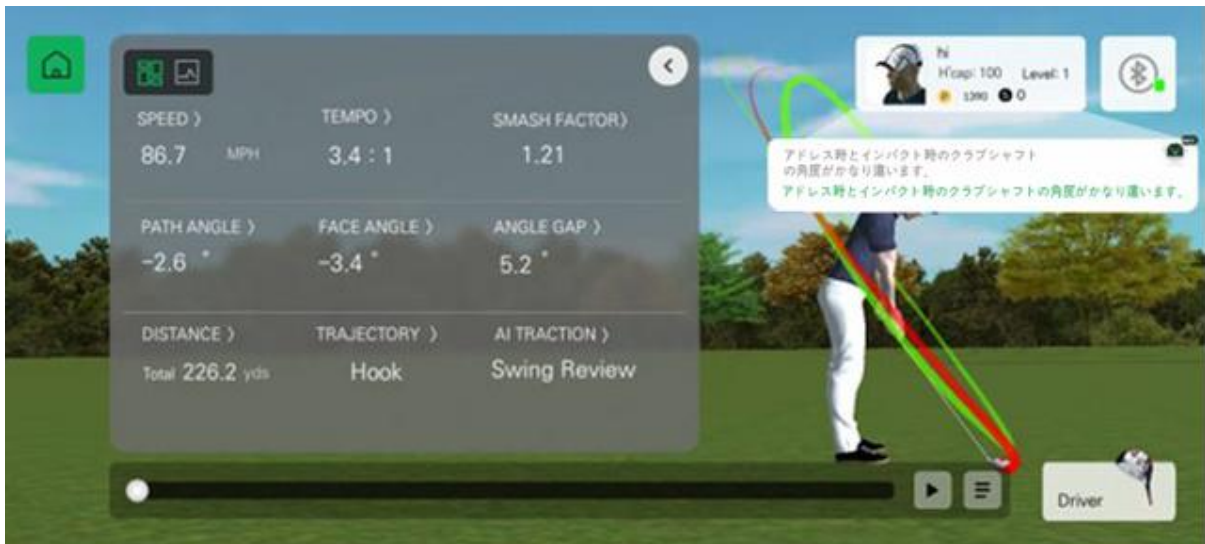 SPEED >
TEMPO >
SMASH FACTOR >
86.7 MPH
3.4 : 1
1.21
PATH ANGLE >
FACE ANGLE >
ANGLE GAP >
-2.6 °
-3.4 °
5.2 °
DISTANCE >
TRAJECTORY >
AI TRACTION >
Total 226.2 yds
Hook
Swing Review
hi
H'cap: 100 Level: 1
P 1390 0
アドレス時とインパクト時のクラブシャフト
の角度がかなり違います。
アドレス時とインパクト時のクラブシャフトの角度がかなり違います。
Driver